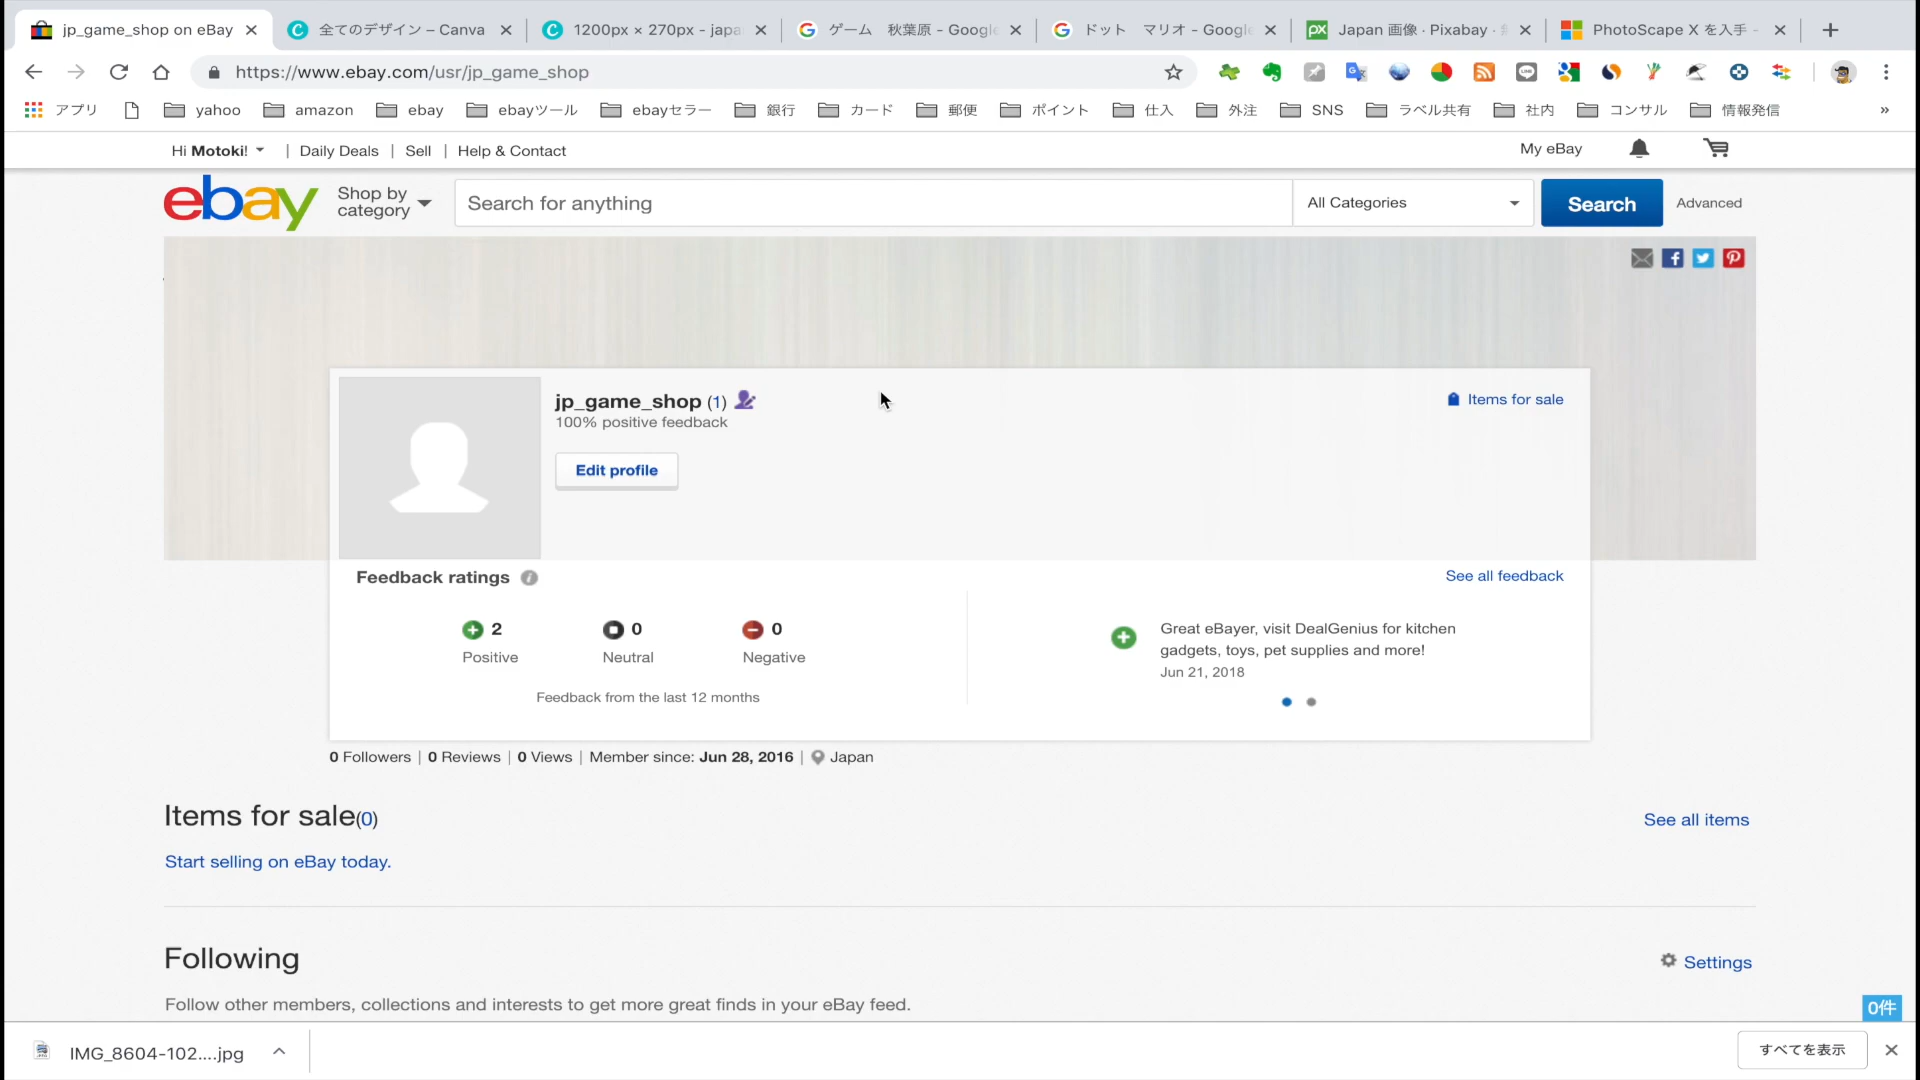 jp_game_shop on eBay
全てのデザイン – Canva
1200px × 270px - japa
ゲーム 秋葉原 - Google
ドット マリオ - Google
Japan 画像 · Pixabay ·
PhotoScape X を入手 -
https://www.ebay.com/usr/jp_game_shop
アプリ yahoo amazon ebay ebayツール ebayセラー 銀行 カード 郵便 ポイント 仕入 外注 SNS ラベル共有 社内 コンサル 情報発信 »
Hi Motoki! | Daily Deals | Sell | Help & Contact
My eBay
ebay
Shop by
category
Search for anything
All Categories
Search
Advanced
jp_game_shop (1)
100% positive feedback
Items for sale
Edit profile
Feedback ratings
See all feedback
2
Positive
0
Neutral
0
Negative
Feedback from the last 12 months
Great eBayer, visit DealGenius for kitchen
gadgets, toys, pet supplies and more!
Jun 21, 2018
0 Followers | 0 Reviews | 0 Views | Member since: Jun 28, 2016 | Japan
Items for sale(0)
See all items
Start selling on eBay today.
Following
Settings
Follow other members, collections and interests to get more great finds in your eBay feed.
0件
IMG_8604-102....jpg
すべてを表示